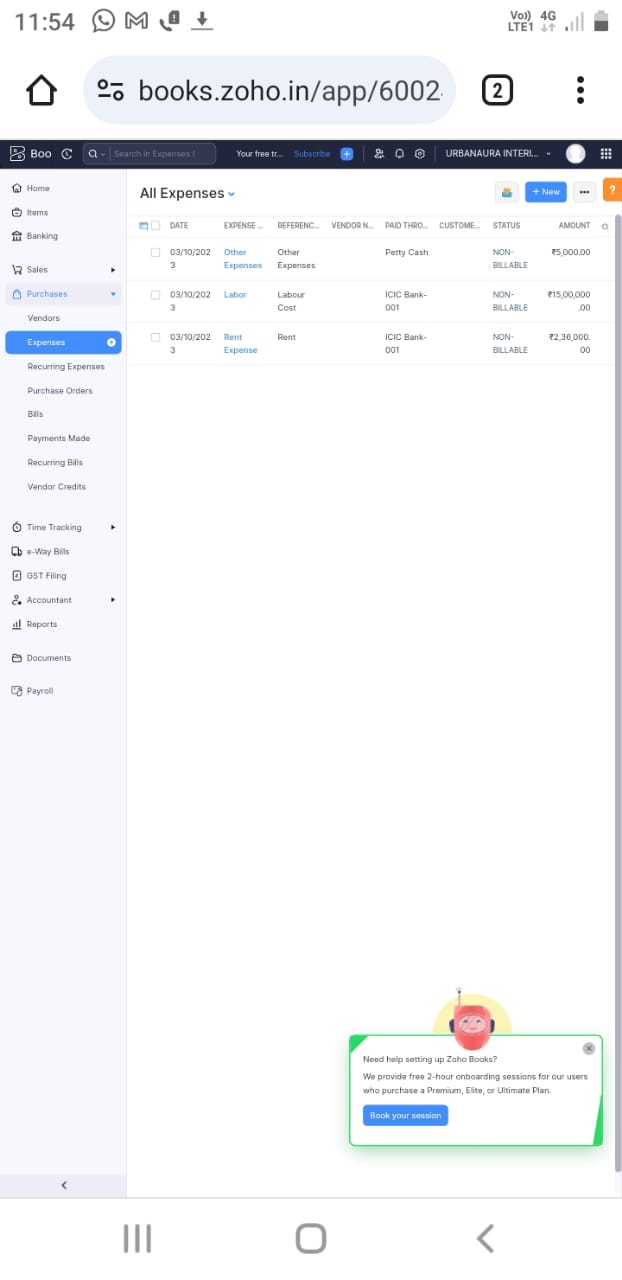 11:54
Vo) 4G
LTE1
books.zoho.in/app/6002
2
Boo
Search in Expenses (
Your free tr...
Subscribe
URBANAURA INTERI...
Home
Items
Banking
Sales
Purchases
Vendors
Expenses
Recurring Expenses
Purchase Orders
Bills
Payments Made
Recurring Bills
Vendor Credits
Time Tracking
e-Way Bills
GST Filing
Accountant
Reports
Documents
Payroll
All Expenses
+ New
?
DATE EXPENSE ... REFERENC... VENDOR N... PAID THRO... CUSTOME... STATUS AMOUNT
03/10/202 Other Other Petty Cash NON- ₹5,000.00
3 Expenses Expenses BILLABLE
03/10/202 Labor Labour ICIC Bank- NON- ₹15,00,000
3 Cost 001 BILLABLE .00
03/10/202 Rent Rent ICIC Bank- NON- ₹2,36,000.
3 Expense 001 BILLABLE 00
Need help setting up Zoho Books?
We provide free 2-hour onboarding sessions for our users
who purchase a Premium, Elite, or Ultimate Plan.
Book your session